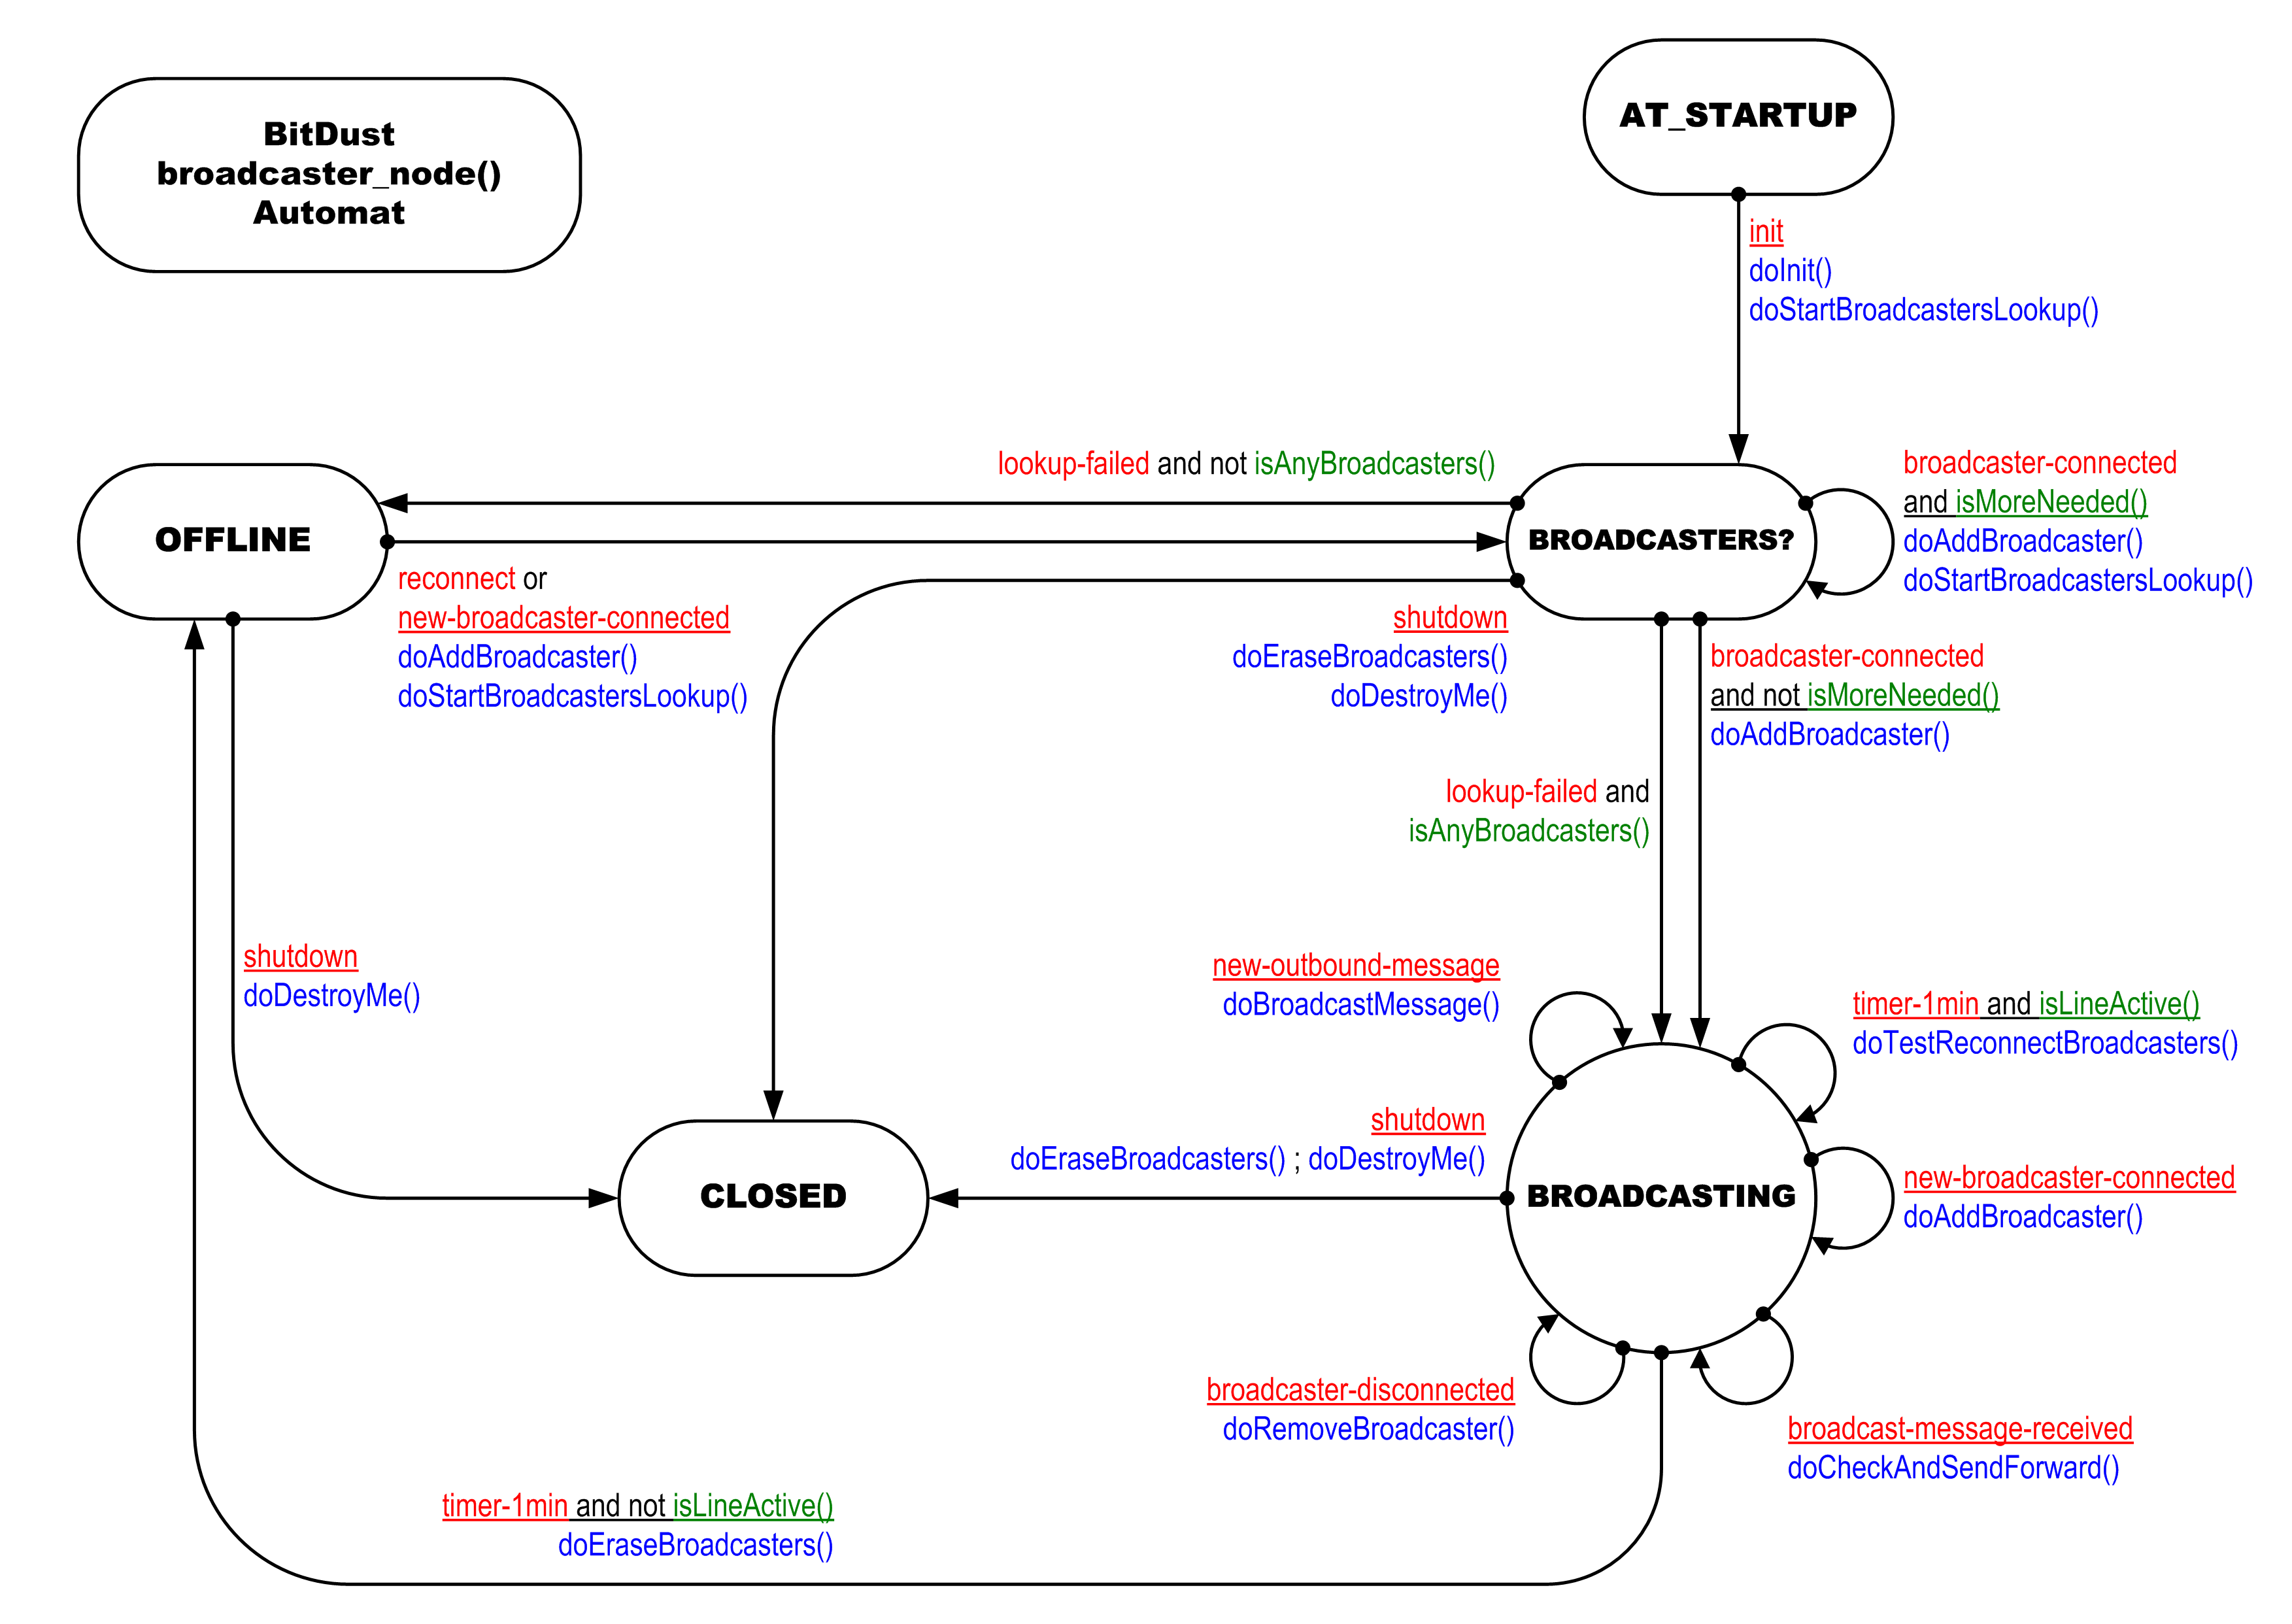 BitDust
broadcaster_node()
Automat
AT_STARTUP
init
doInit()
doStartBroadcastersLookup()
lookup-failed and not isAnyBroadcasters()
OFFLINE
BROADCASTERS?
broadcaster-connected
and isMoreNeeded()
doAddBroadcaster()
doStartBroadcastersLookup()
reconnect or
new-broadcaster-connected
doAddBroadcaster()
doStartBroadcastersLookup()
shutdown
doEraseBroadcasters()
doDestroyMe()
broadcaster-connected
and not isMoreNeeded()
doAddBroadcaster()
lookup-failed and
isAnyBroadcasters()
shutdown
doDestroyMe()
new-outbound-message
doBroadcastMessage()
timer-1min and isLineActive()
doTestReconnectBroadcasters()
shutdown
doEraseBroadcasters() ; doDestroyMe()
CLOSED
BROADCASTING
new-broadcaster-connected
doAddBroadcaster()
broadcaster-disconnected
doRemoveBroadcaster()
broadcast-message-received
doCheckAndSendForward()
timer-1min and not isLineActive()
doEraseBroadcasters()